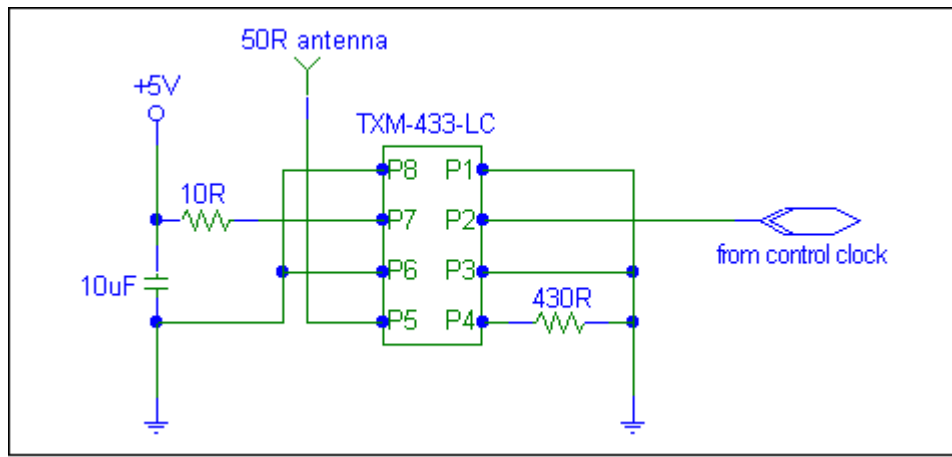 50R antenna
+5V
TXM-433-LC
P8 P1
10R
P7 P2
from control clock
P6 P3
10uF
430R
P5 P4